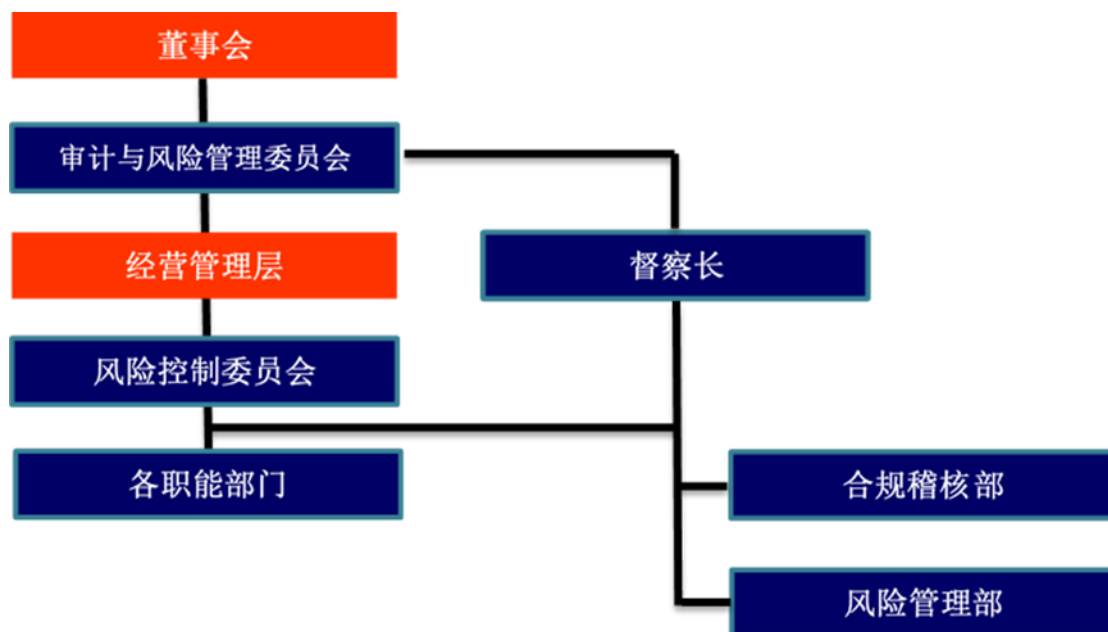 董事会
审计与风险管理委员会
经营管理层
督察长
风险控制委员会
各职能部门
合规稽核部
风险管理部